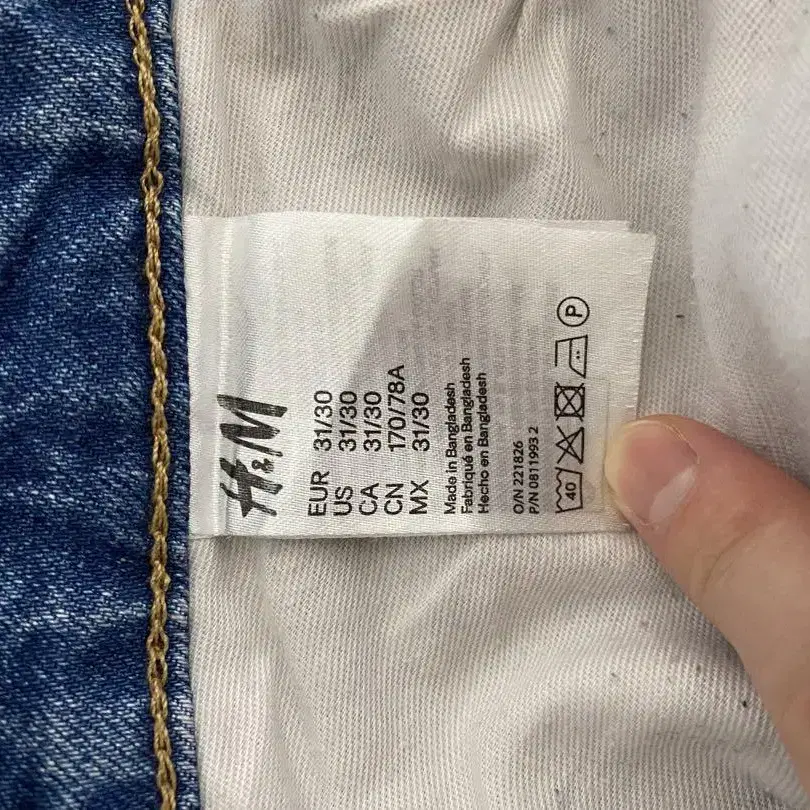 H&M
EUR 31/30
US 31/30
CA 31/30
CN 170/78A
MX 31/30
Made in Bangladesh
Fabriqué en Bangladesh
Hecho en Bangladesh
O/N 221826
P/N 0811993 2
40
P